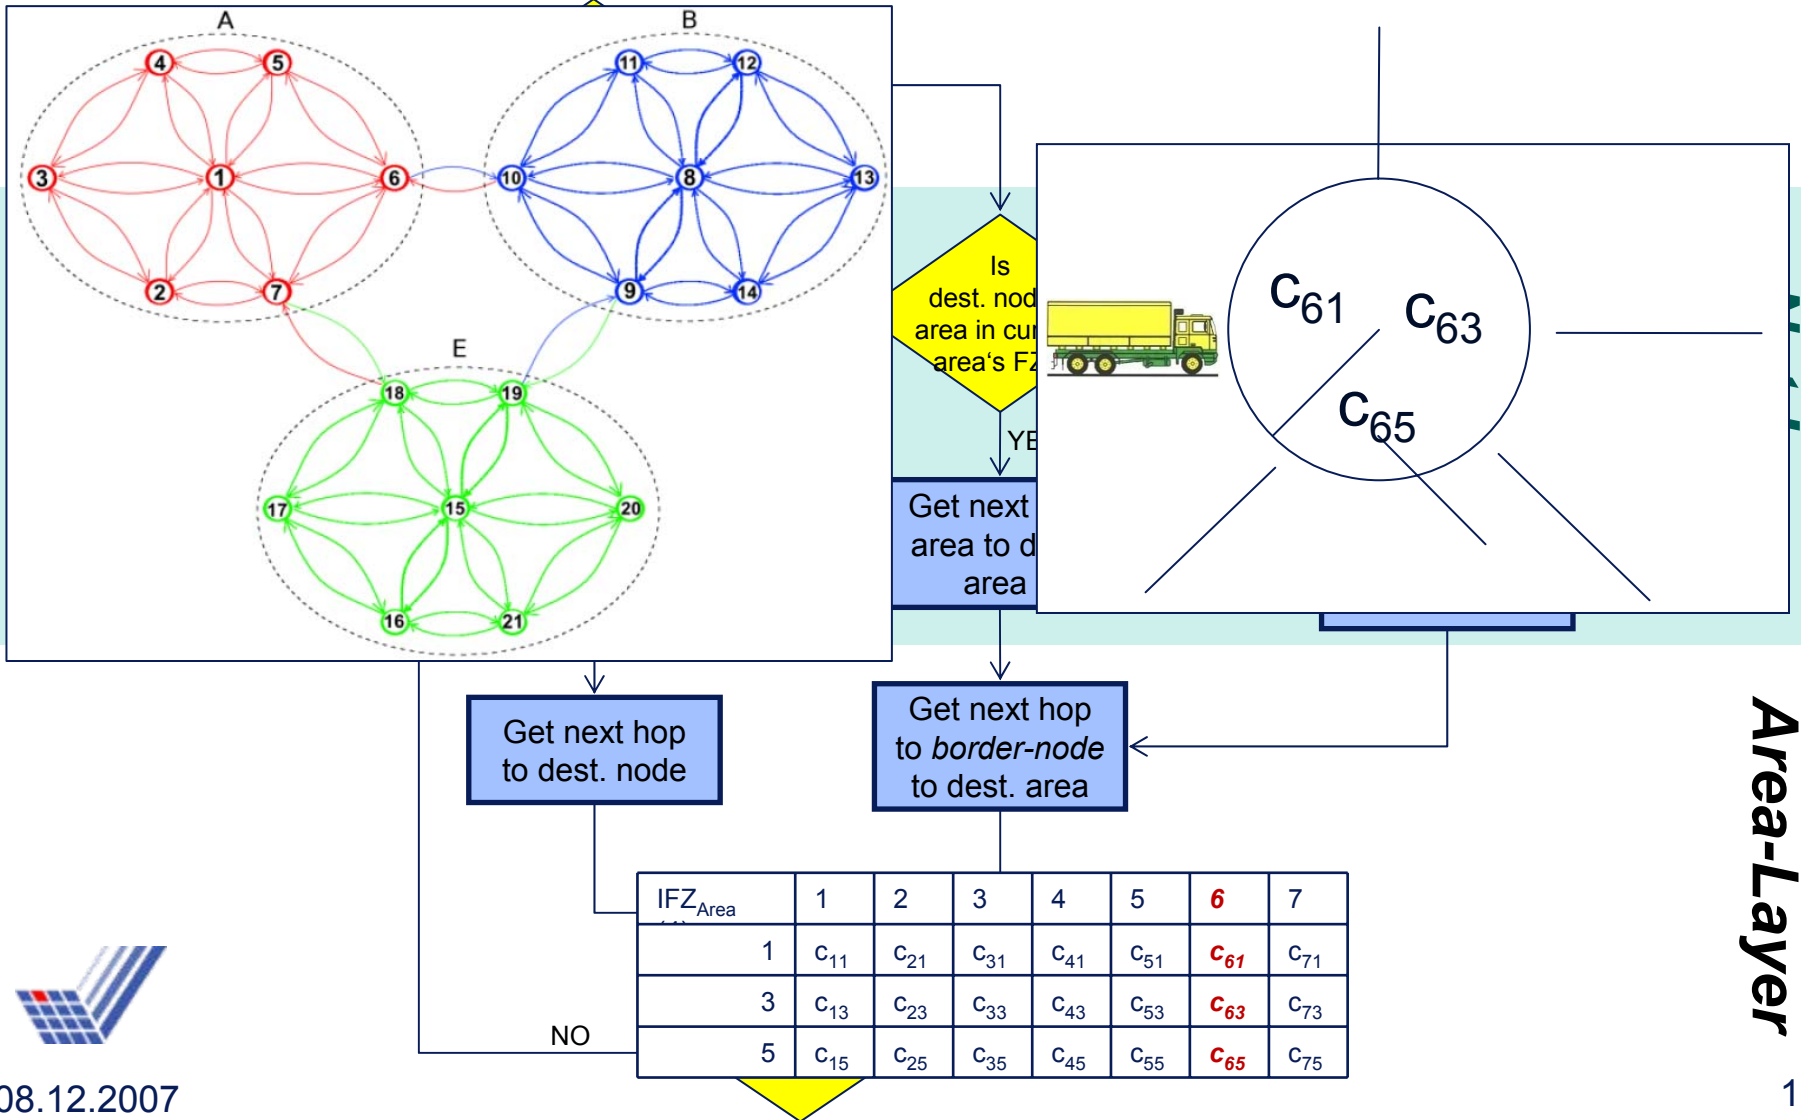 A
B
4
5
11
12
3
1
6
10
8
13
2
7
9
14
E
18
19
17
15
20
16
21
Is
dest. nod
area in cur
area's FZ
YE
Get next
area to d
area
c61
c63
c65
Get next hop
to dest. node
Get next hop
to border-node
to dest. area
IFZArea 1 2 3 4 5 6 7
1 c11 c21 c31 c41 c51 c61 c71
3 c13 c23 c33 c43 c53 c63 c73
5 c15 c25 c35 c45 c55 c65 c75
NO
Area-Layer
08.12.2007
1